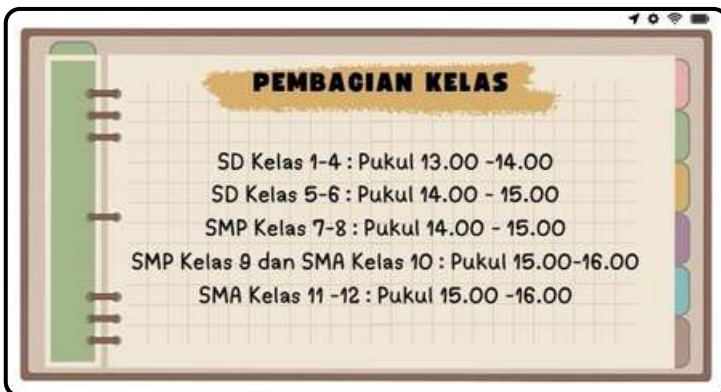 PEMBAGIAN KELAS
SD Kelas 1-4 : Pukul 13.00 -14.00
SD Kelas 5-6 : Pukul 14.00 - 15.00
SMP Kelas 7-8 : Pukul 14.00 - 15.00
SMP Kelas 9 dan SMA Kelas 10 : Pukul 15.00-16.00
SMA Kelas 11 -12 : Pukul 15.00 -16.00